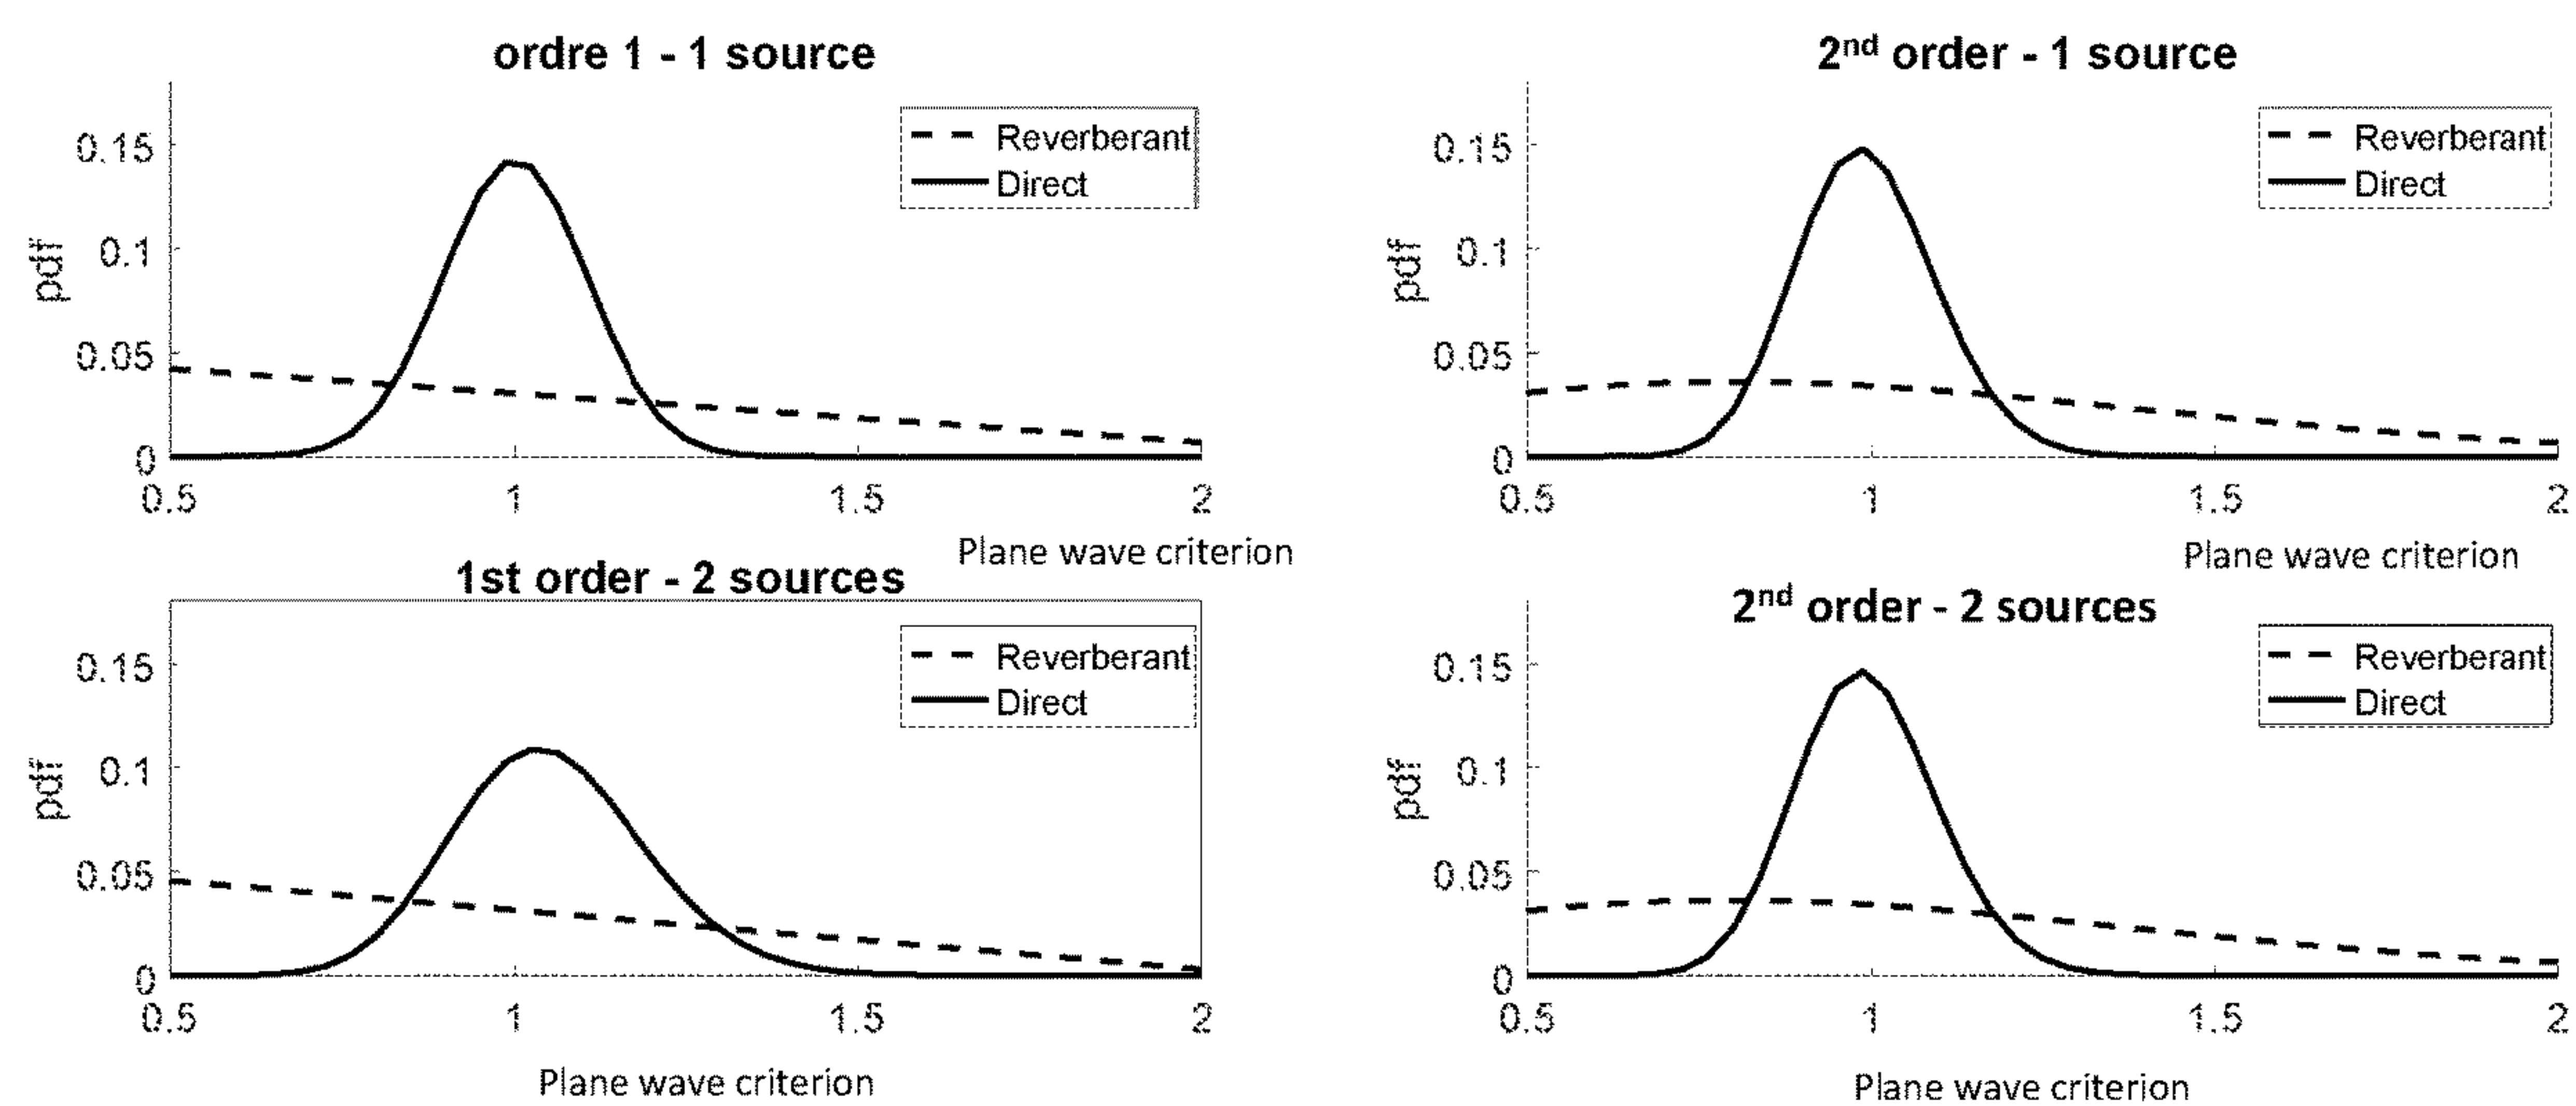 ordre 1 - 1 source
0.15
0.1
0.05
0
pdf
Reverberant
Direct
0.5 1 1.5 2
Plane wave criterion
2nd order - 1 source
0.15
0.1
0.05
0
pdf
Reverberant
Direct
0.5 1 1.5 2
Plane wave criterion
1st order - 2 sources
0.15
0.1
0.05
0
pdf
Reverberant
Direct
0.5 1 1.5 2
Plane wave criterion
2nd order - 2 sources
0.15
0.1
0.05
0
pdf
Reverberant
Direct
0.5 1 1.5 2
Plane wave criterion